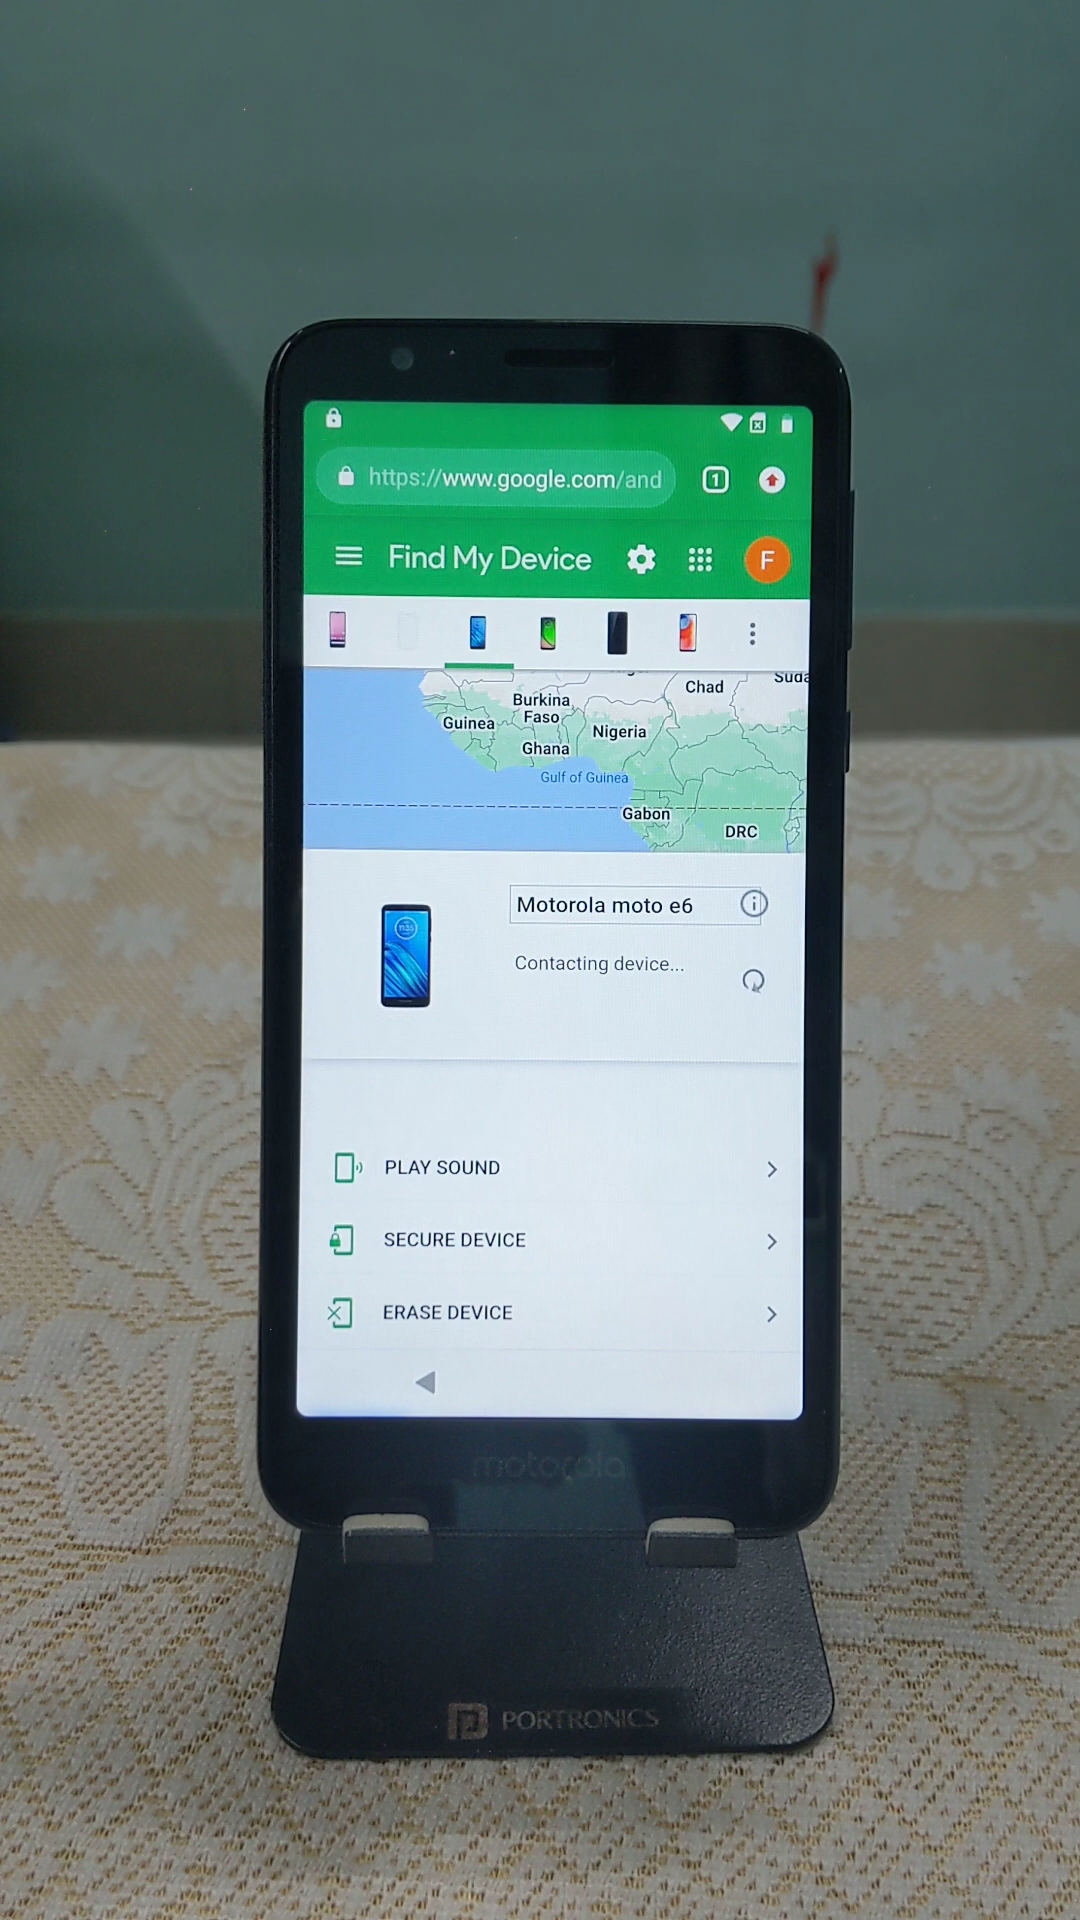 https://www.google.com/and
1
Find My Device
F
Chad
Suda
Burkina
Faso
Guinea
Nigeria
Ghana
Gulf of Guinea
Gabon
DRC
Motorola moto e6
Contacting device...
PLAY SOUND
SECURE DEVICE
ERASE DEVICE
motorola
PORTRONICS